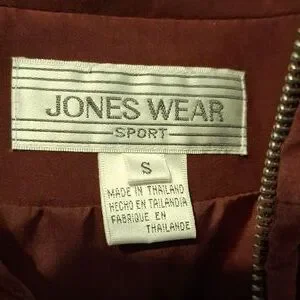 JONES WEAR
SPORT
S
MADE IN THAILAND
HECHO EN TAILANDIA
FABRIQUE EN
THAILANDE